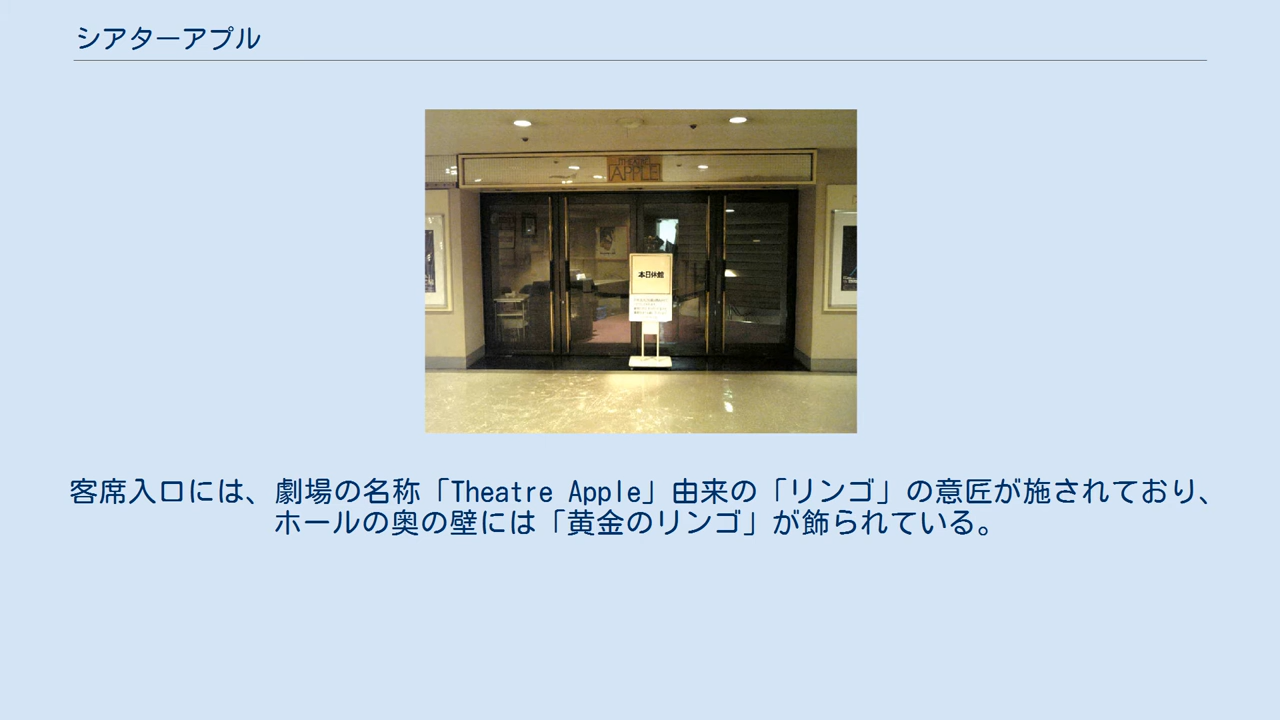 シアターアプル
THEATRE
APPLE
本日休館
客席入口には、劇場の名称「Theatre Apple」由来の「リンゴ」の意匠が施されており、
ホールの奥の壁には「黄金のリンゴ」が飾られている。